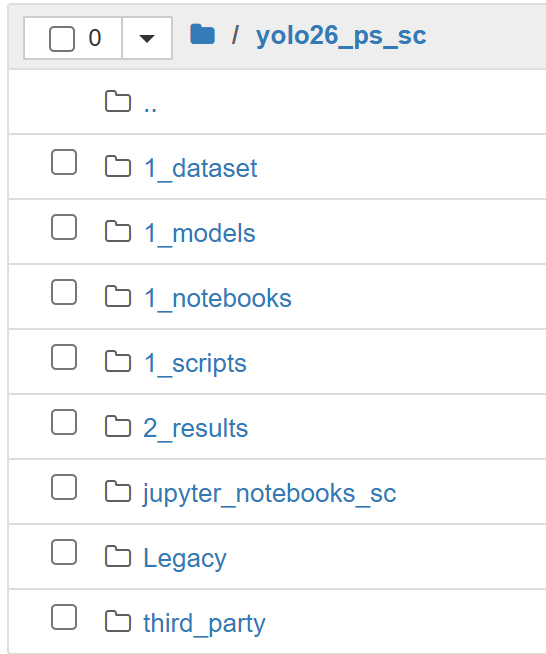 0 / yolo26_ps_sc
..
1_dataset
1_models
1_notebooks
1_scripts
2_results
jupyter_notebooks_sc
Legacy
third_party